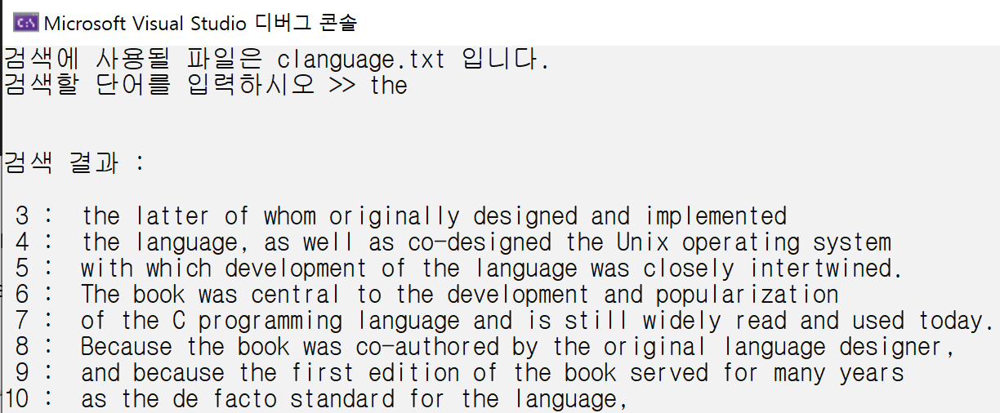 Microsoft Visual Studio 디버그 콘솔
검색에 사용될 파일은 clanguage.txt 입니다.
검색할 단어를 입력하시오 >> the
검색 결과 :
3 : the latter of whom originally designed and implemented
4 : the language, as well as co-designed the Unix operating system
5 : with which development of the language was closely intertwined.
6 : The book was central to the development and popularization
7 : of the C programming language and is still widely read and used today.
8 : Because the book was co-authored by the original language designer,
9 : and because the first edition of the book served for many years
10 : as the de facto standard for the language,